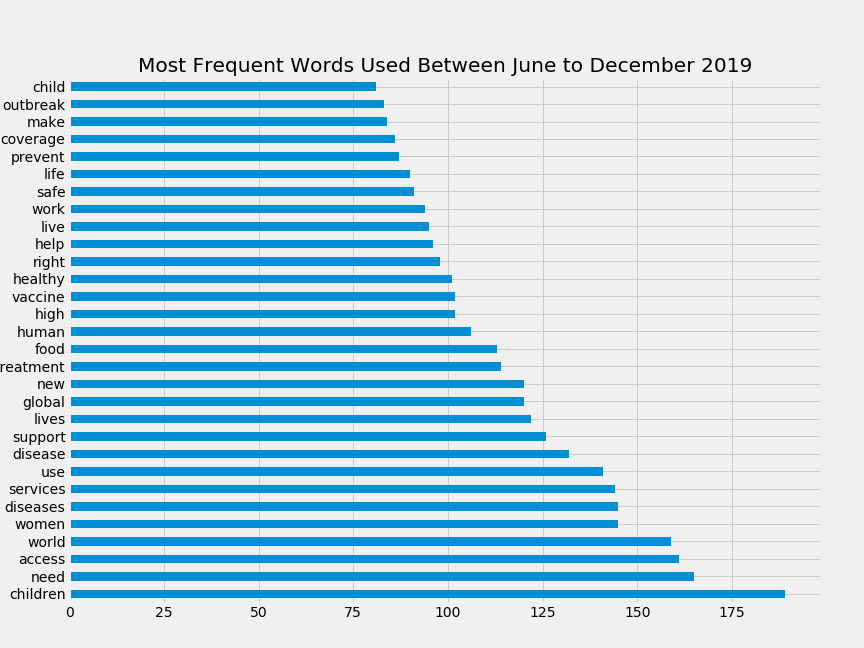 Most Frequent Words Used Between June to December 2019
child
outbreak
make
coverage
prevent
life
safe
work
live
help
right
healthy
vaccine
high
human
food
reatment
new
global
lives
support
disease
use
services
diseases
women
world
access
need
children
0 25 50 75 100 125 150 175